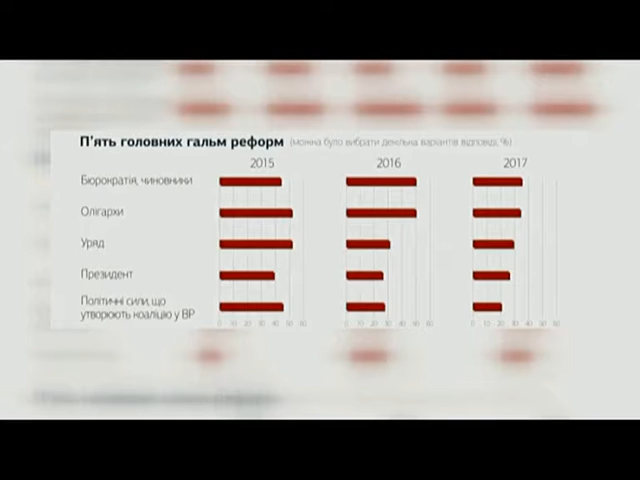 П'ять головних гальм реформ (можна було вибрати декілька варіантів відповіді, %)
2015 2016 2017
Бюрократія, чиновники
Олігархи
Уряд
Президент
Політичні сили, що
утворюють коаліцію у ВР
0 10 20 30 40 50 60 0 10 20 30 40 50 60 0 10 20 30 40 50 60